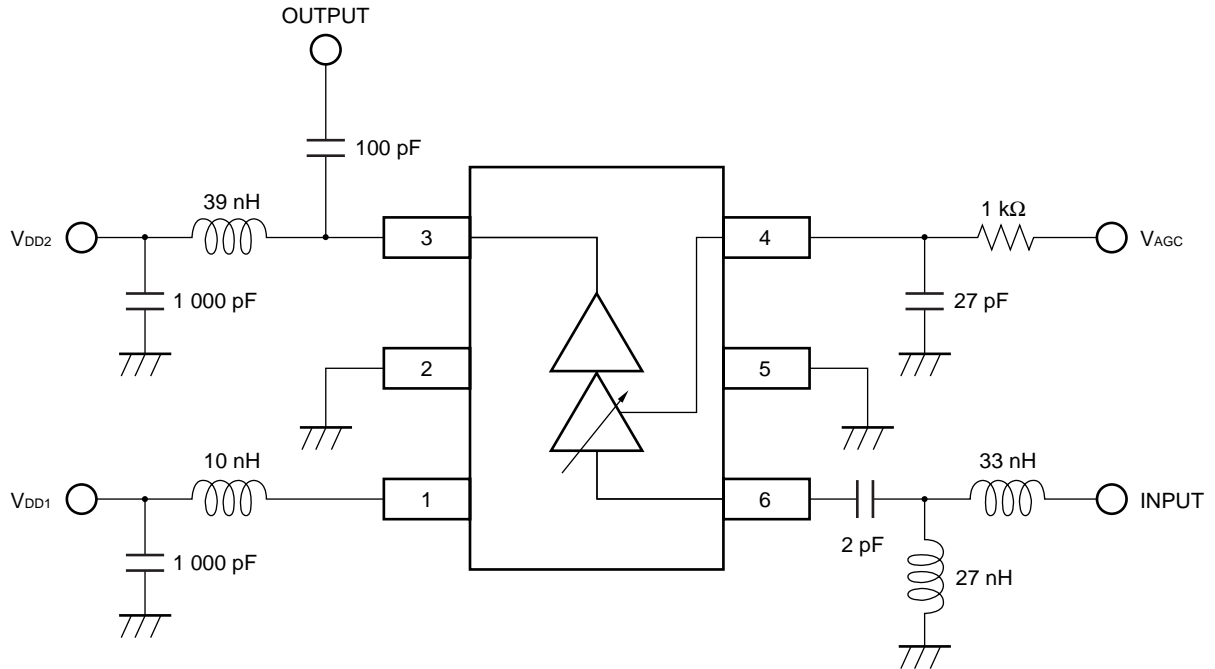 OUTPUT
100 pF
39 nH
1 kΩ
VDD2
3
4
VAGC
1 000 pF
27 pF
2
5
10 nH
33 nH
VDD1
1
6
INPUT
2 pF
1 000 pF
27 nH